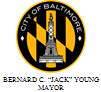 CITY OF BALTIMORE
BERNARD C. “JACK” YOUNG
MAYOR